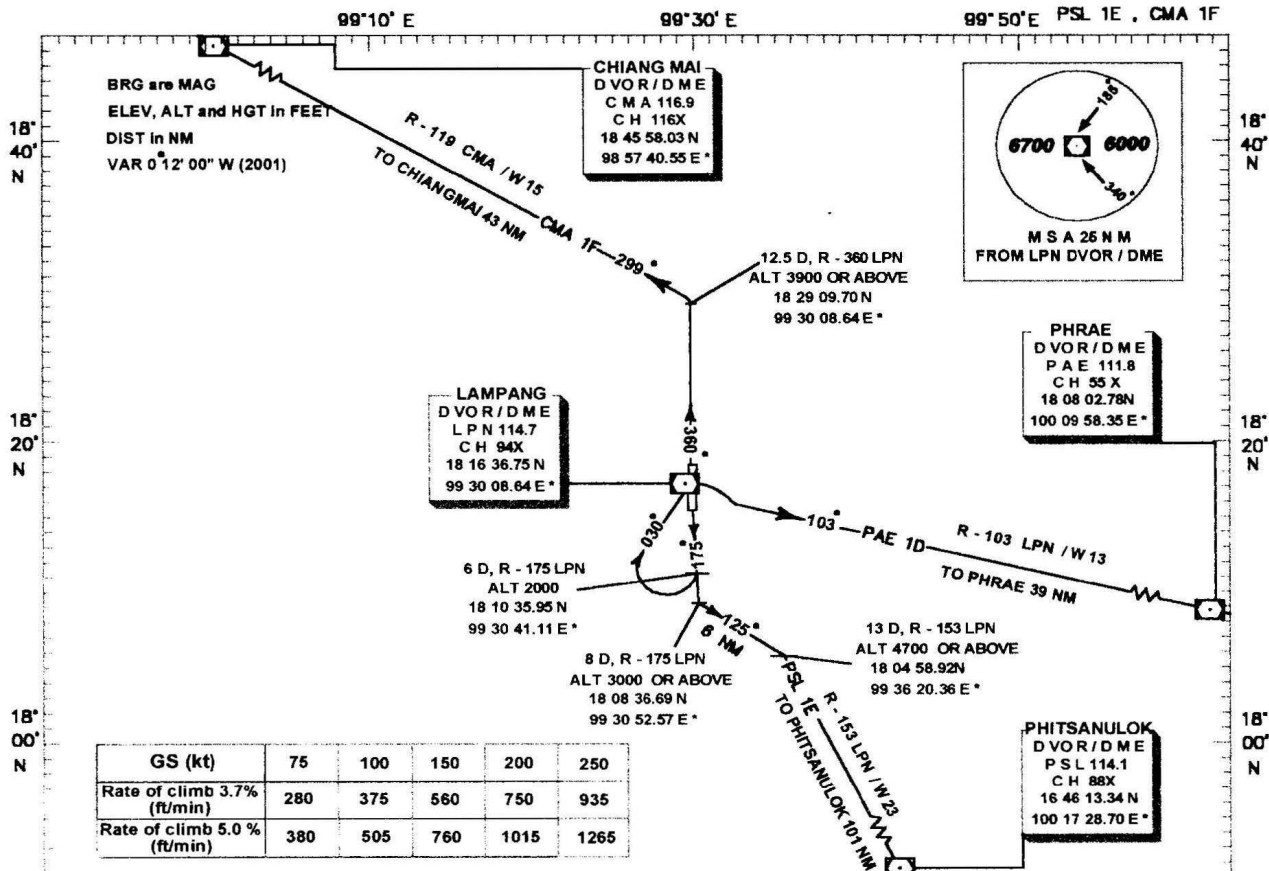 99° 10' E
99° 30' E
99° 50' E
PSL 1E , CMA 1F
BRG are MAG
ELEV, ALT and HGT in FEET
DIST in NM
VAR 0° 12' 00" W (2001)
CHIANG MAI
D VOR / D ME
C M A 116.9
C H 116X
18 45 58.03 N
98 57 40.55 E *
186°
6700
6000
340°
M S A 25 N M
FROM LPN DVOR / DME
18°
40'
N
18°
40'
N
R - 119 CMA / W 15
TO CHIANGMAI 43 NM
CMA 1F
299°
12.5 D, R - 360 LPN
ALT 3900 OR ABOVE
18 29 09.70 N
99 30 08.64 E *
PHRAE
D VOR / D ME
P A E 111.8
C H 55 X
18 08 02.78N
100 09 58.35 E *
LAMPANG
D VOR / D ME
L P N 114.7
C H 94X
18 16 36.75 N
99 30 08.64 E *
18°
20'
N
18°
20'
N
360°
030°
175°
103°
PAE 1D
R - 103 LPN / W 13
TO PHRAE 39 NM
6 D, R - 175 LPN
ALT 2000
18 10 35.95 N
99 30 41.11 E *
125°
6 NM
13 D, R - 153 LPN
ALT 4700 OR ABOVE
18 04 58.92N
99 36 20.36 E *
8 D, R - 175 LPN
ALT 3000 OR ABOVE
18 08 36.69 N
99 30 52.57 E *
PSL 1E
R - 153 LPN / W 23
TO PHITSANULOK 101 NM
18°
00'
N
18°
00'
N
PHITSANULOK
D VOR / D ME
P S L 114.1
C H 88X
16 46 13.34 N
100 17 28.70 E *
GS (kt) 75 100 150 200 250
Rate of climb 3.7%
(ft/min) 280 375 560 750 935
Rate of climb 5.0 %
(ft/min) 380 505 760 1015 1265